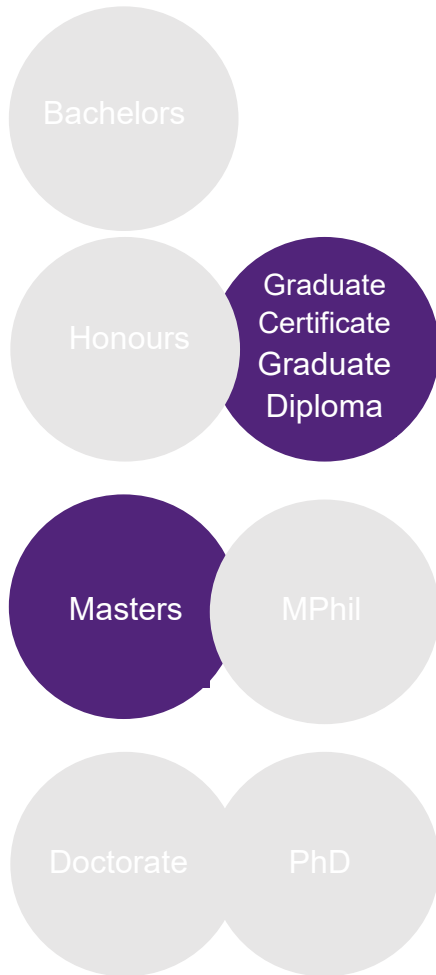 Bachelors
Honours
Graduate
Certificate
Graduate
Diploma
Masters
MPhil
Doctorate
PhD